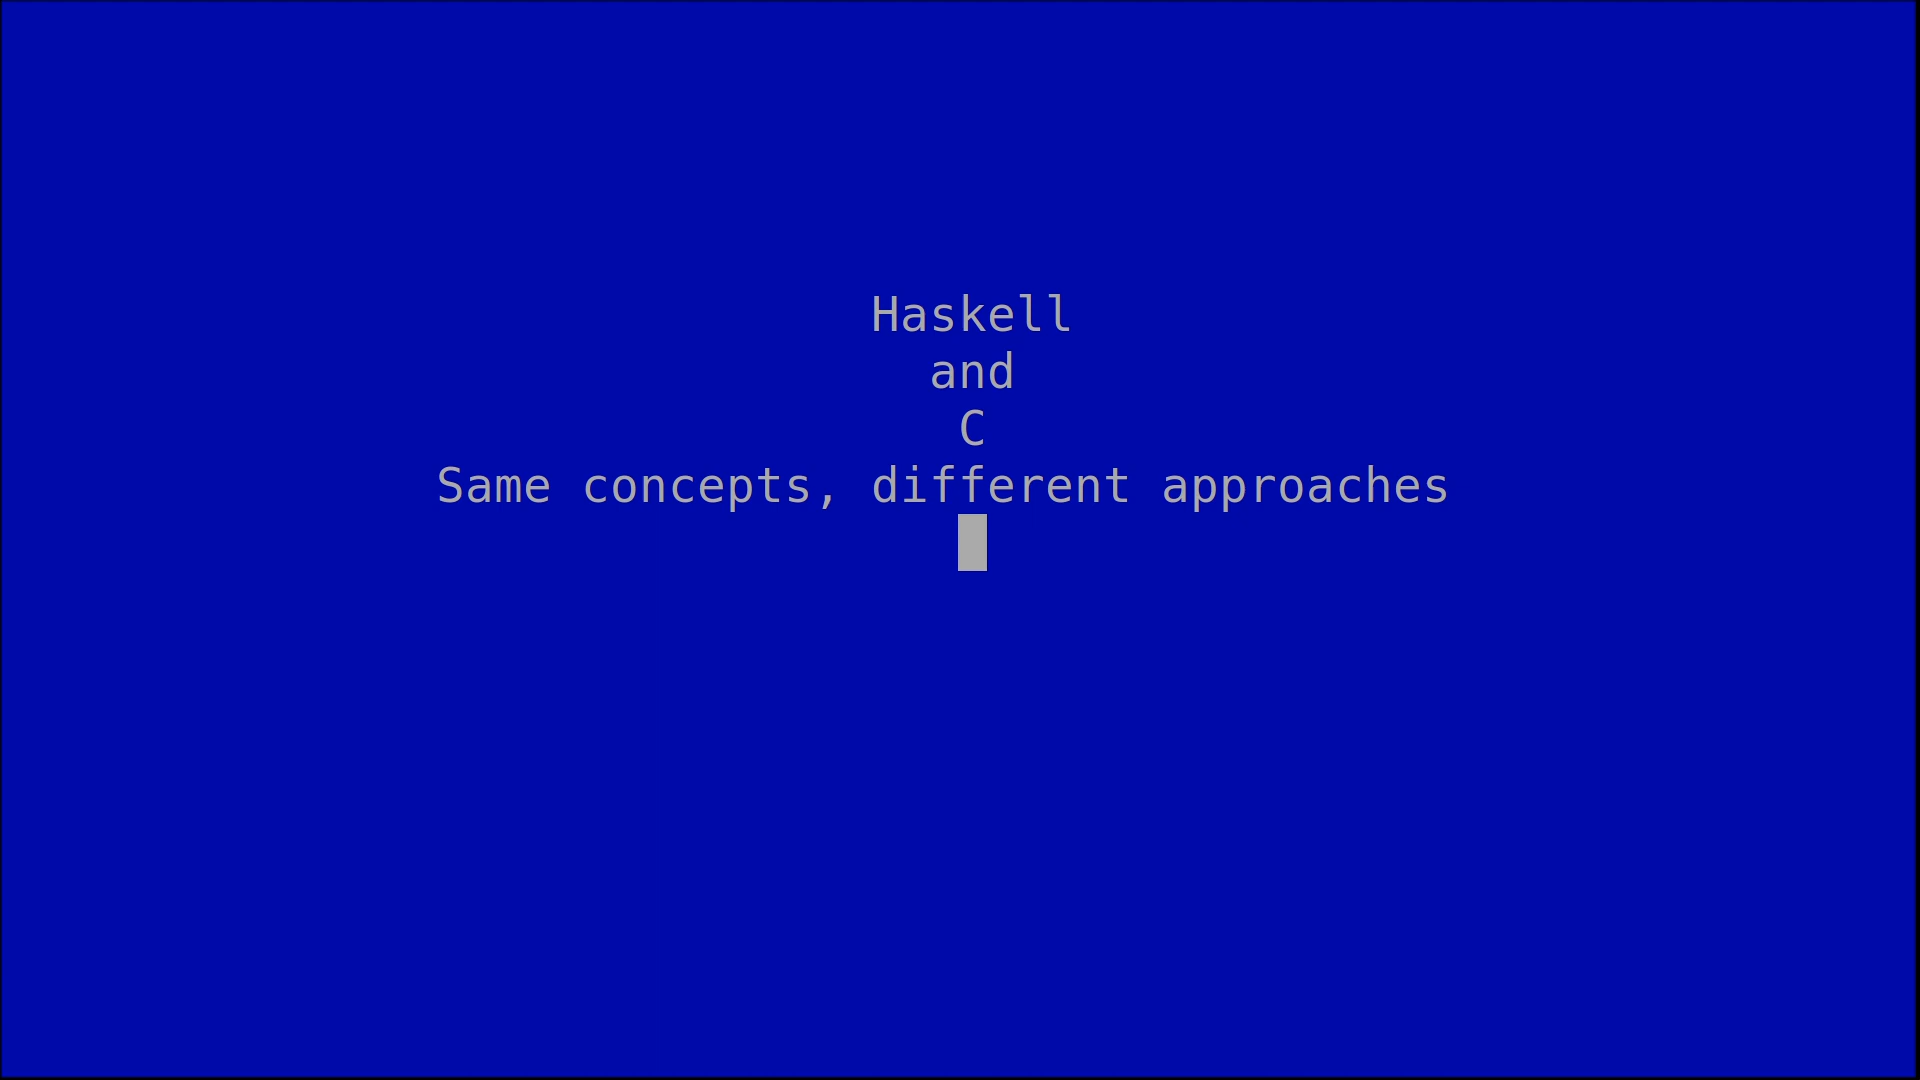 Haskell
and
C
Same concepts, different approaches